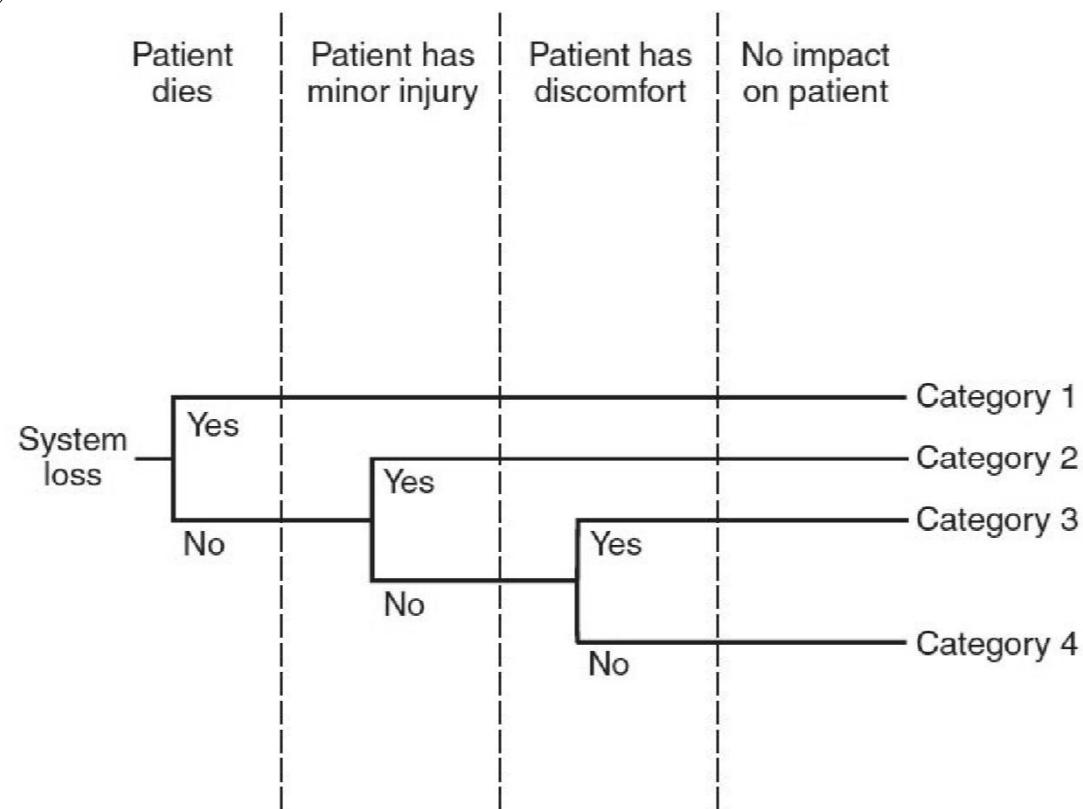 Patient
dies
Patient has
minor injury
Patient has
discomfort
No impact
on patient
System
loss
Yes
No
Yes
No
Yes
No
Category 1
Category 2
Category 3
Category 4